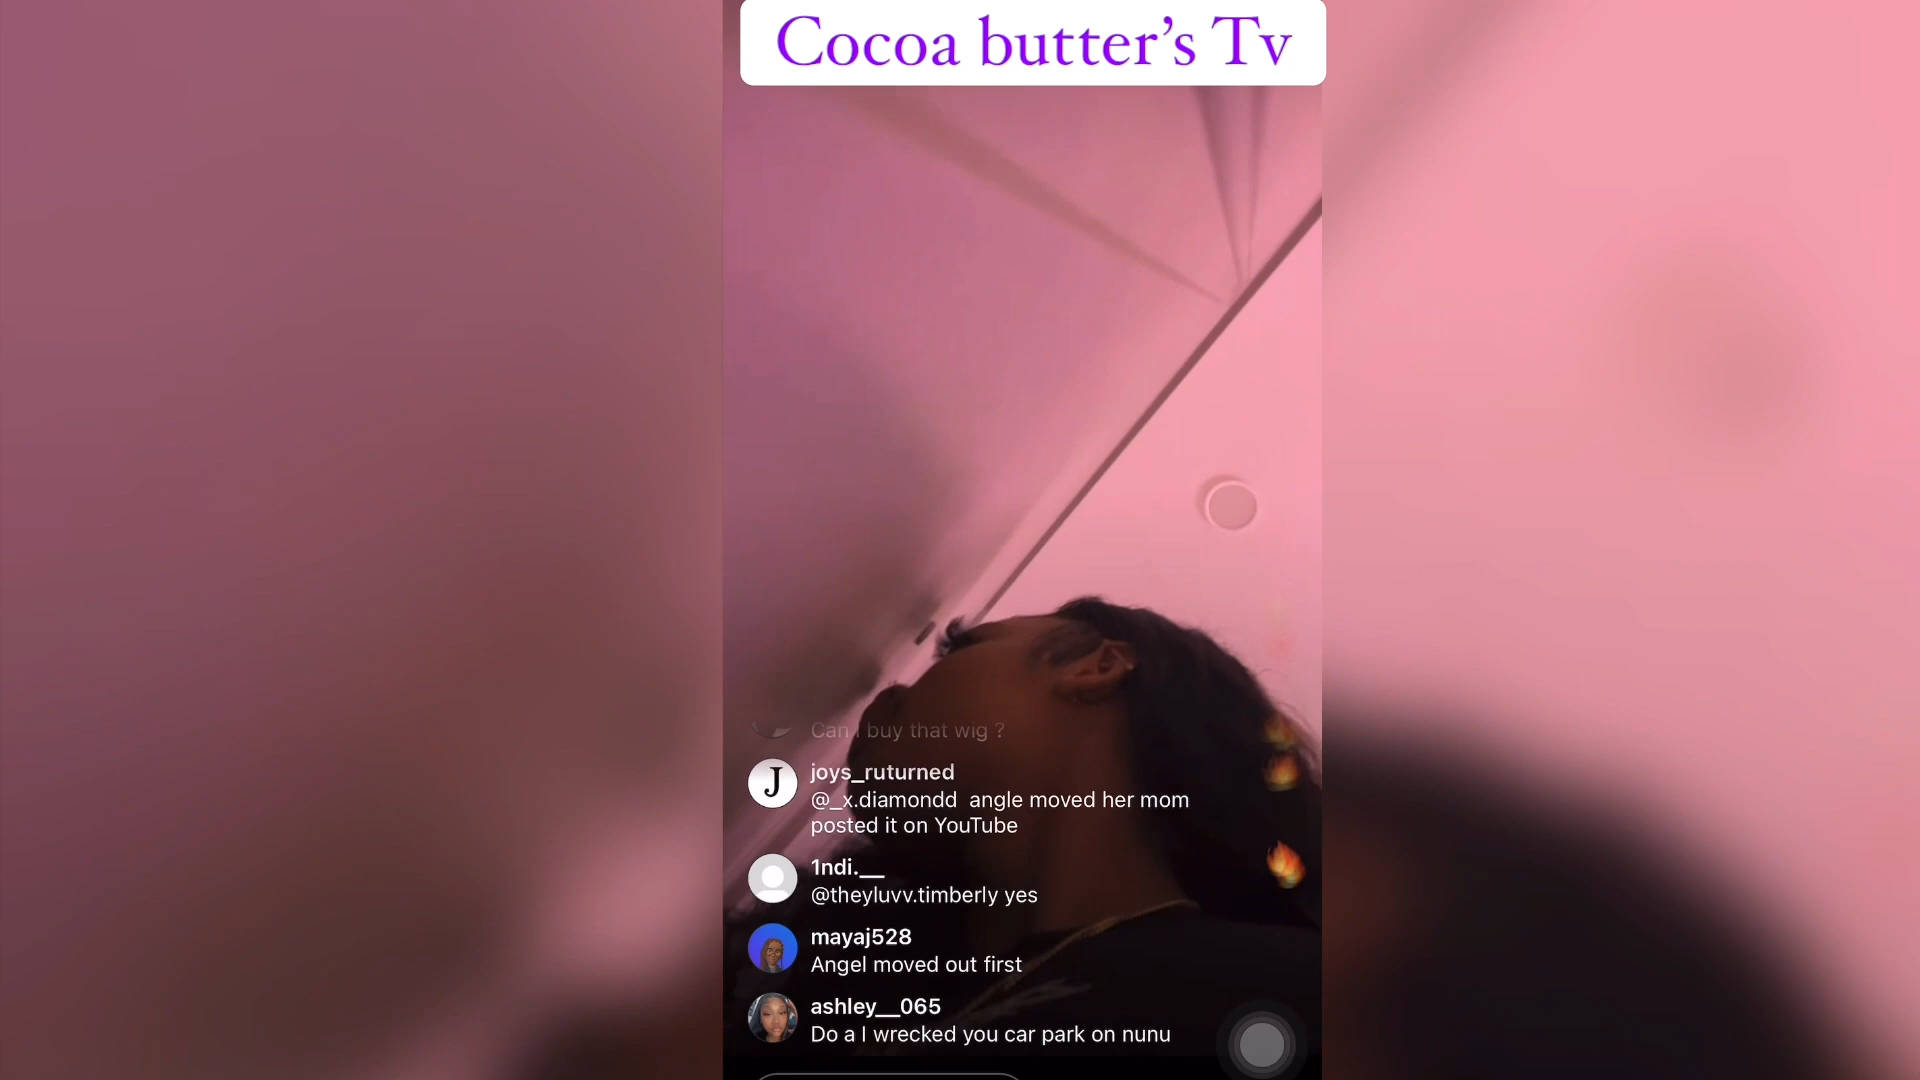 Cocoa butter’s Tv
Can I buy that wig ?
joys_ruturned
@_x.diamondd angle moved her mom
posted it on YouTube
1ndi.__
@theyluvv.timberly yes
mayaj528
Angel moved out first
ashley__065
Do a I wrecked you car park on nunu